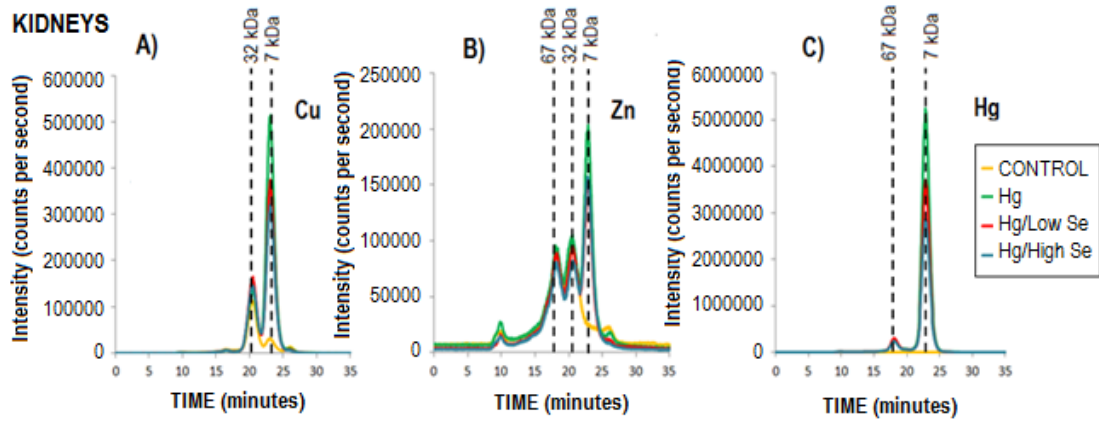 KIDNEYS
A)
32 kDa
7 kDa
Cu
Intensity (counts per second)
600000
500000
400000
300000
200000
100000
0
0 5 10 15 20 25 30 35
TIME (minutes)
B)
67 kDa
32 kDa
7 kDa
Zn
Intensity (counts per second)
250000
200000
150000
100000
50000
0
0 5 10 15 20 25 30 35
TIME (minutes)
C)
67 kDa
7 kDa
Hg
Intensity (counts per second)
6000000
5000000
4000000
3000000
2000000
1000000
0
0 5 10 15 20 25 30 35
TIME (minutes)
CONTROL
Hg
Hg/Low Se
Hg/High Se